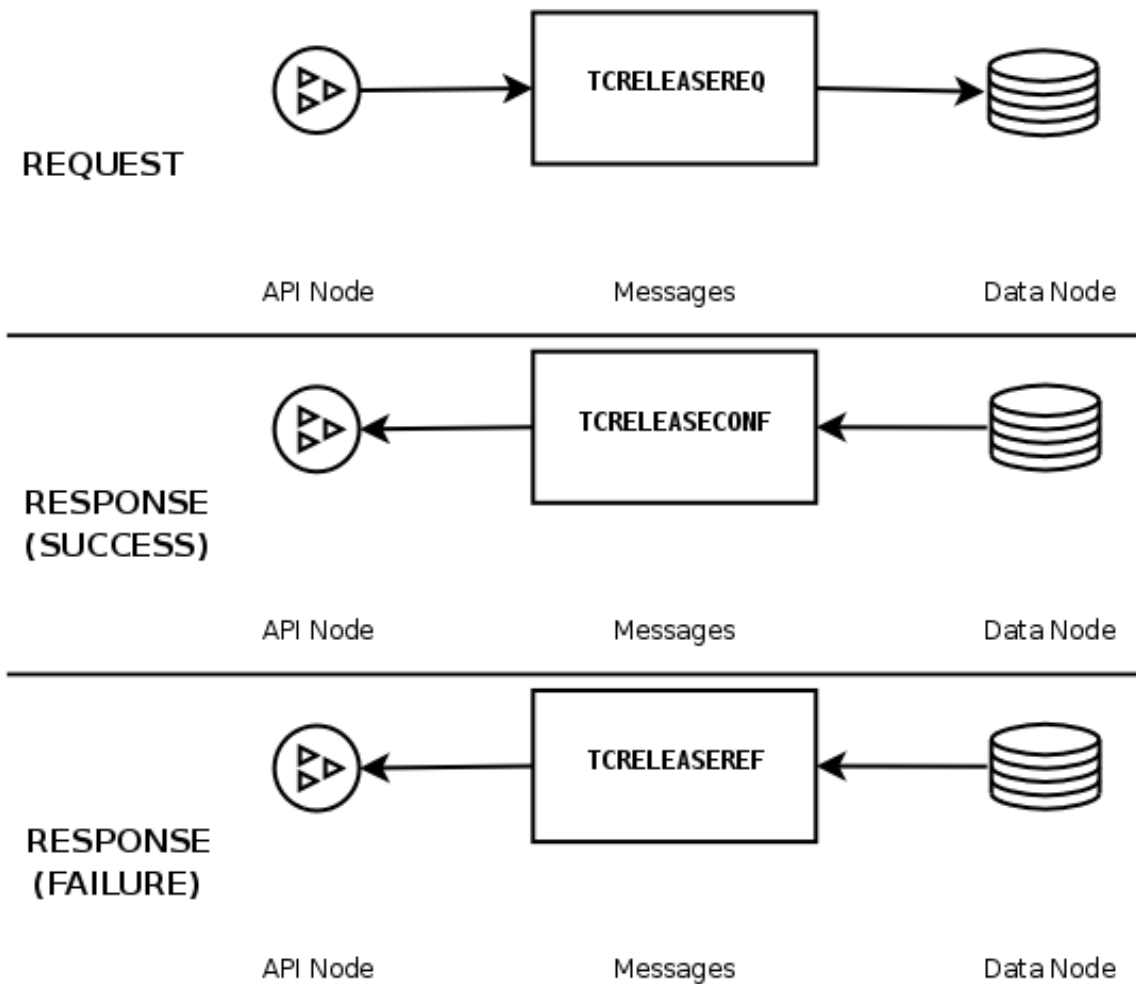 TCRELEASEREQ
REQUEST
API Node Messages Data Node
TCRELEASECONF
RESPONSE
(SUCCESS)
API Node Messages Data Node
TCRELEASEREF
RESPONSE
(FAILURE)
API Node Messages Data Node